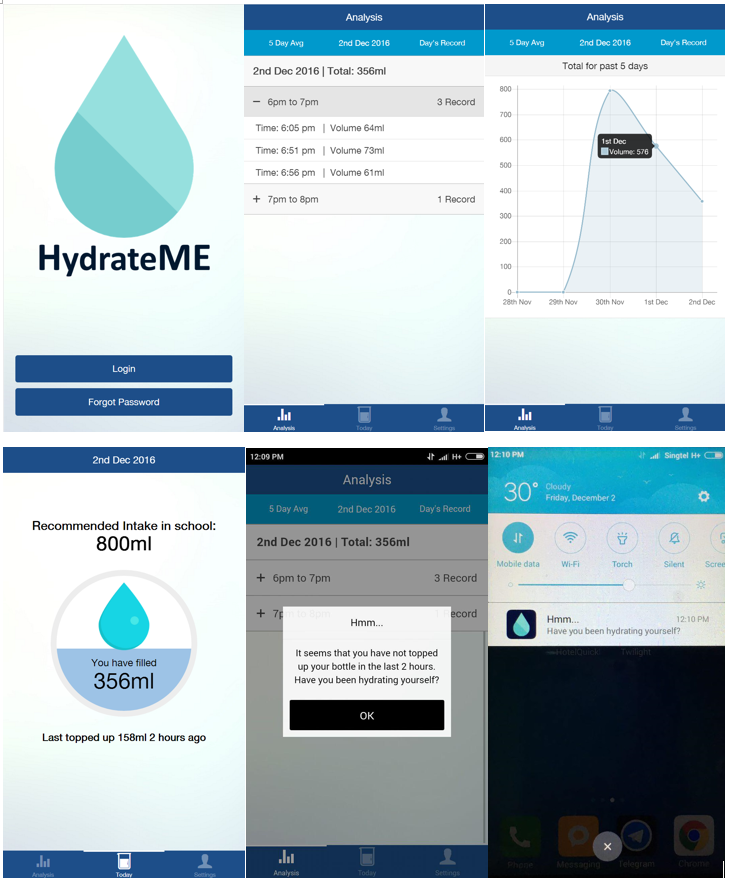 HydrateME
Login
Forgot Password
Analysis
5 Day Avg 2nd Dec 2016 Day's Record
2nd Dec 2016 | Total: 356ml
− 6pm to 7pm 3 Record
Time: 6:05 pm | Volume 64ml
Time: 6:51 pm | Volume 73ml
Time: 6:56 pm | Volume 61ml
+ 7pm to 8pm 1 Record
Analysis Today Settings
Analysis
5 Day Avg 2nd Dec 2016 Day's Record
Total for past 5 days
800
700
600
500
400
300
200
100
0
1st Dec
Volume: 576
28th Nov 29th Nov 30th Nov 1st Dec 2nd Dec
Analysis Today Settings
2nd Dec 2016
Recommended Intake in school:
800ml
You have filled
356ml
Last topped up 158ml 2 hours ago
Analysis Today Settings
12:09 PM H+
Analysis
5 Day Avg 2nd Dec 2016 Day's Record
2nd Dec 2016 | Total: 356ml
+ 6pm to 7pm 3 Record
+ 7pm to 8pm 1 Record
Hmm...
It seems that you have not topped
up your bottle in the last 2 hours.
Have you been hydrating yourself?
OK
Analysis Today Settings
12:10 PM Singtel H+
30° Cloudy
Friday, December 2
Mobile data Wi-Fi Torch Silent Scree
Hmm... 12:10 PM
Have you been hydrating yourself?
HotelQuick Twilight
Phone Messaging Telegram Chrome